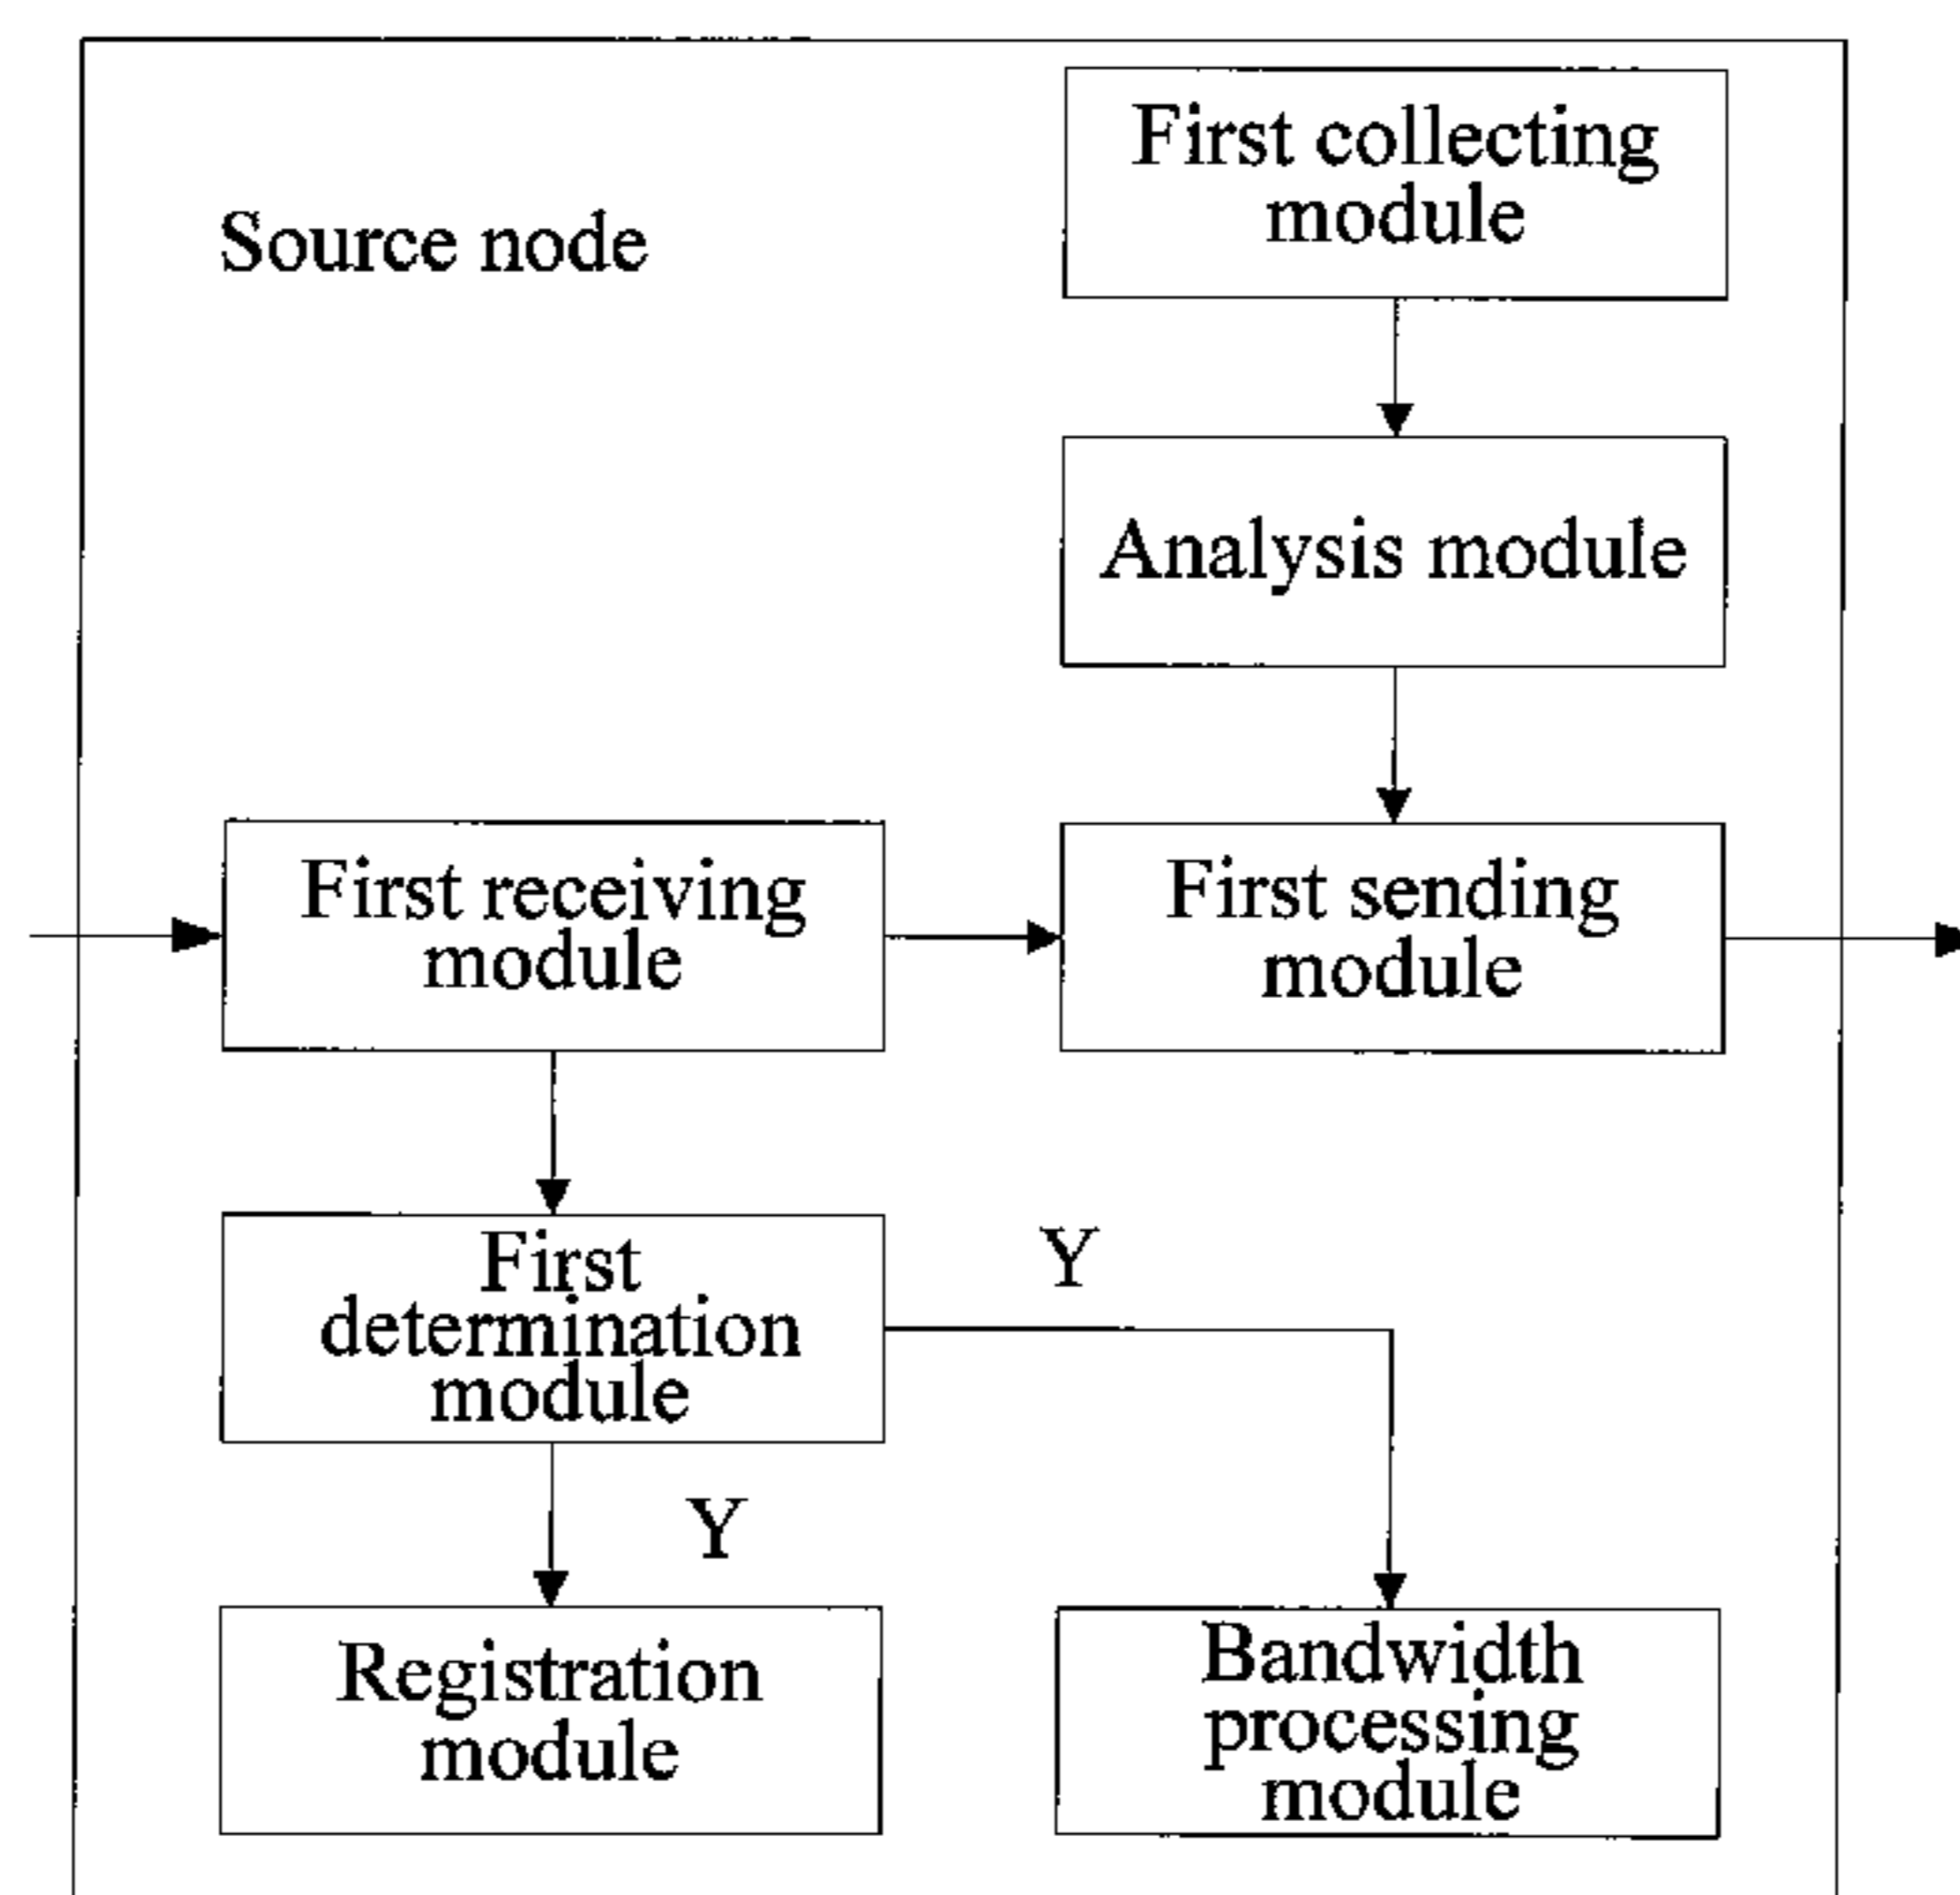 Source node
First collecting
module
Analysis module
First receiving
module
First sending
module
First
determination
module
Y
Y
Registration
module
Bandwidth
processing
module